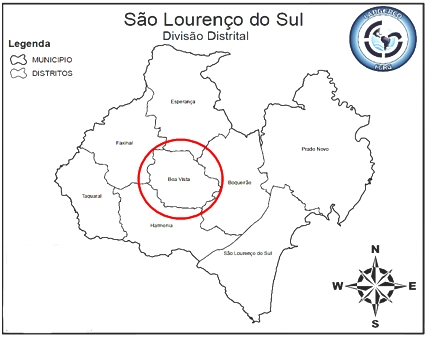 São Lourenço do Sul
Divisão Distrital
Legenda
MUNICIPIO
DISTRITOS
Esperança
Faxinal
Prado Novo
Boa Vista
Boqueirão
Taquaral
Harmonia
São Lourenço do Sul
N
W
E
S